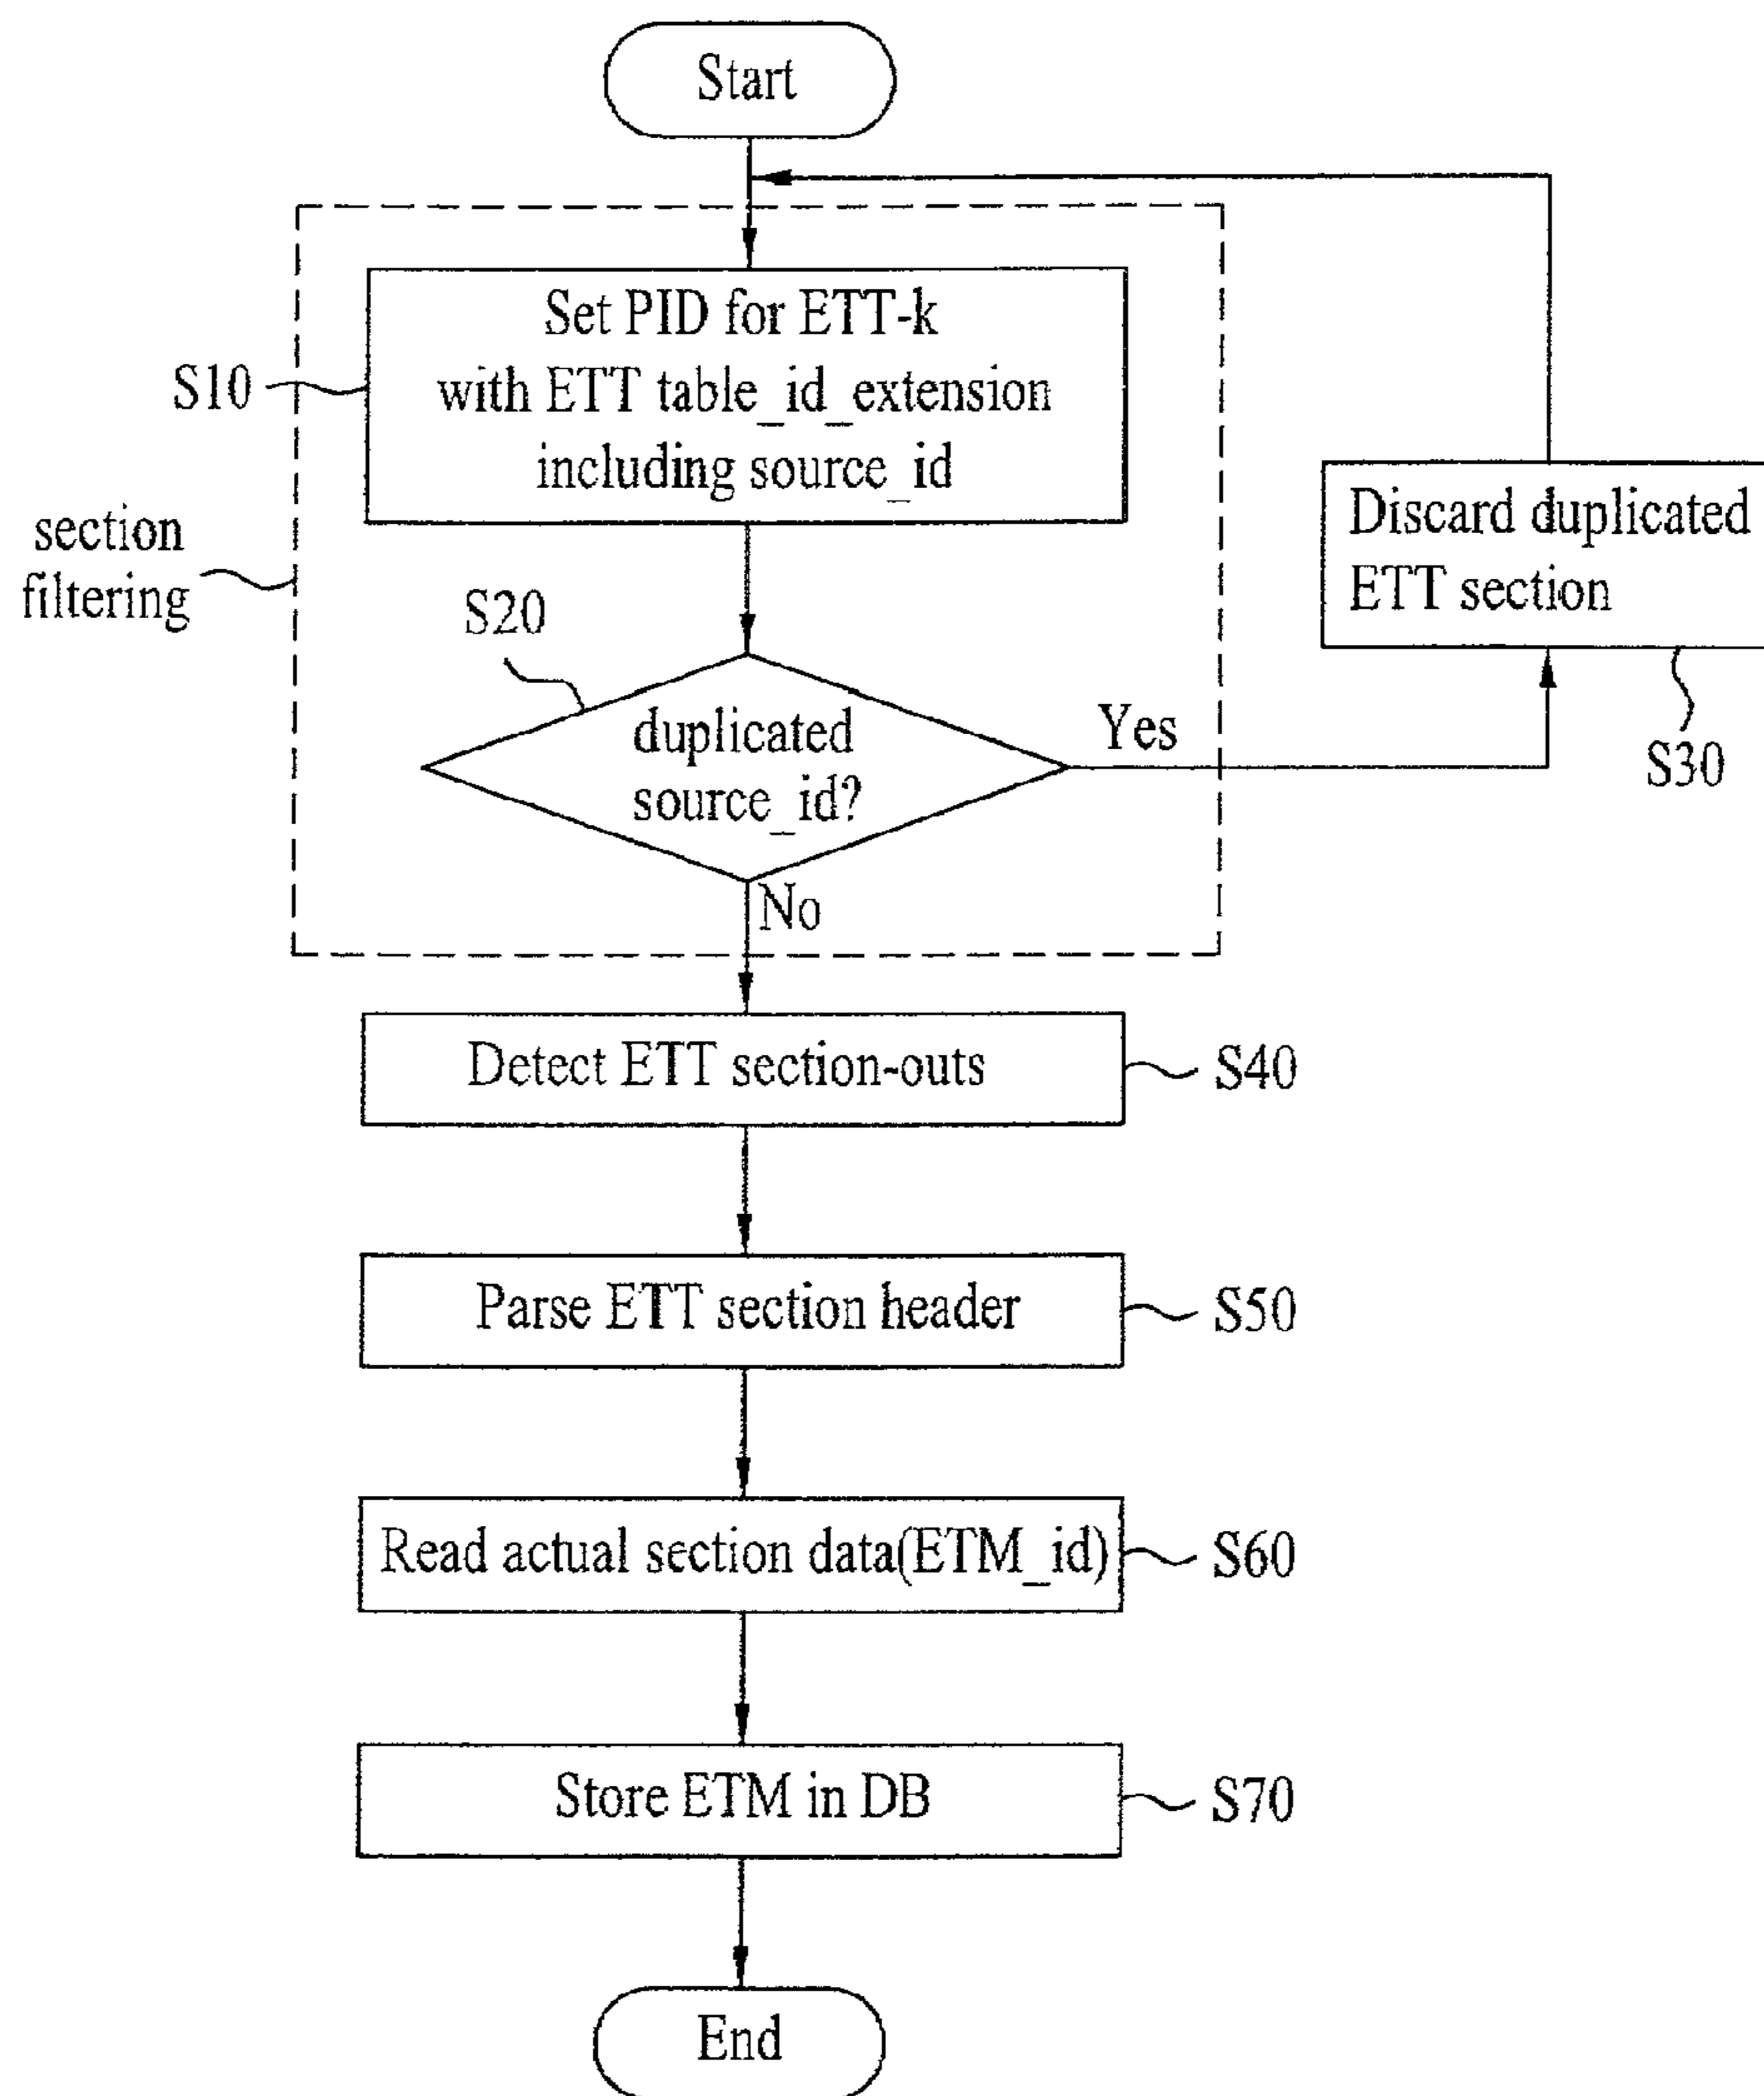 Start
Set PID for ETT-k
with ETT table_id_extension
including source_id
S10
section
filtering
Discard duplicated
ETT section
S30
S20
duplicated
source_id?
Yes
No
Detect ETT section-outs
S40
Parse ETT section header
S50
Read actual section data(ETM_id)
S60
Store ETM in DB
S70
End